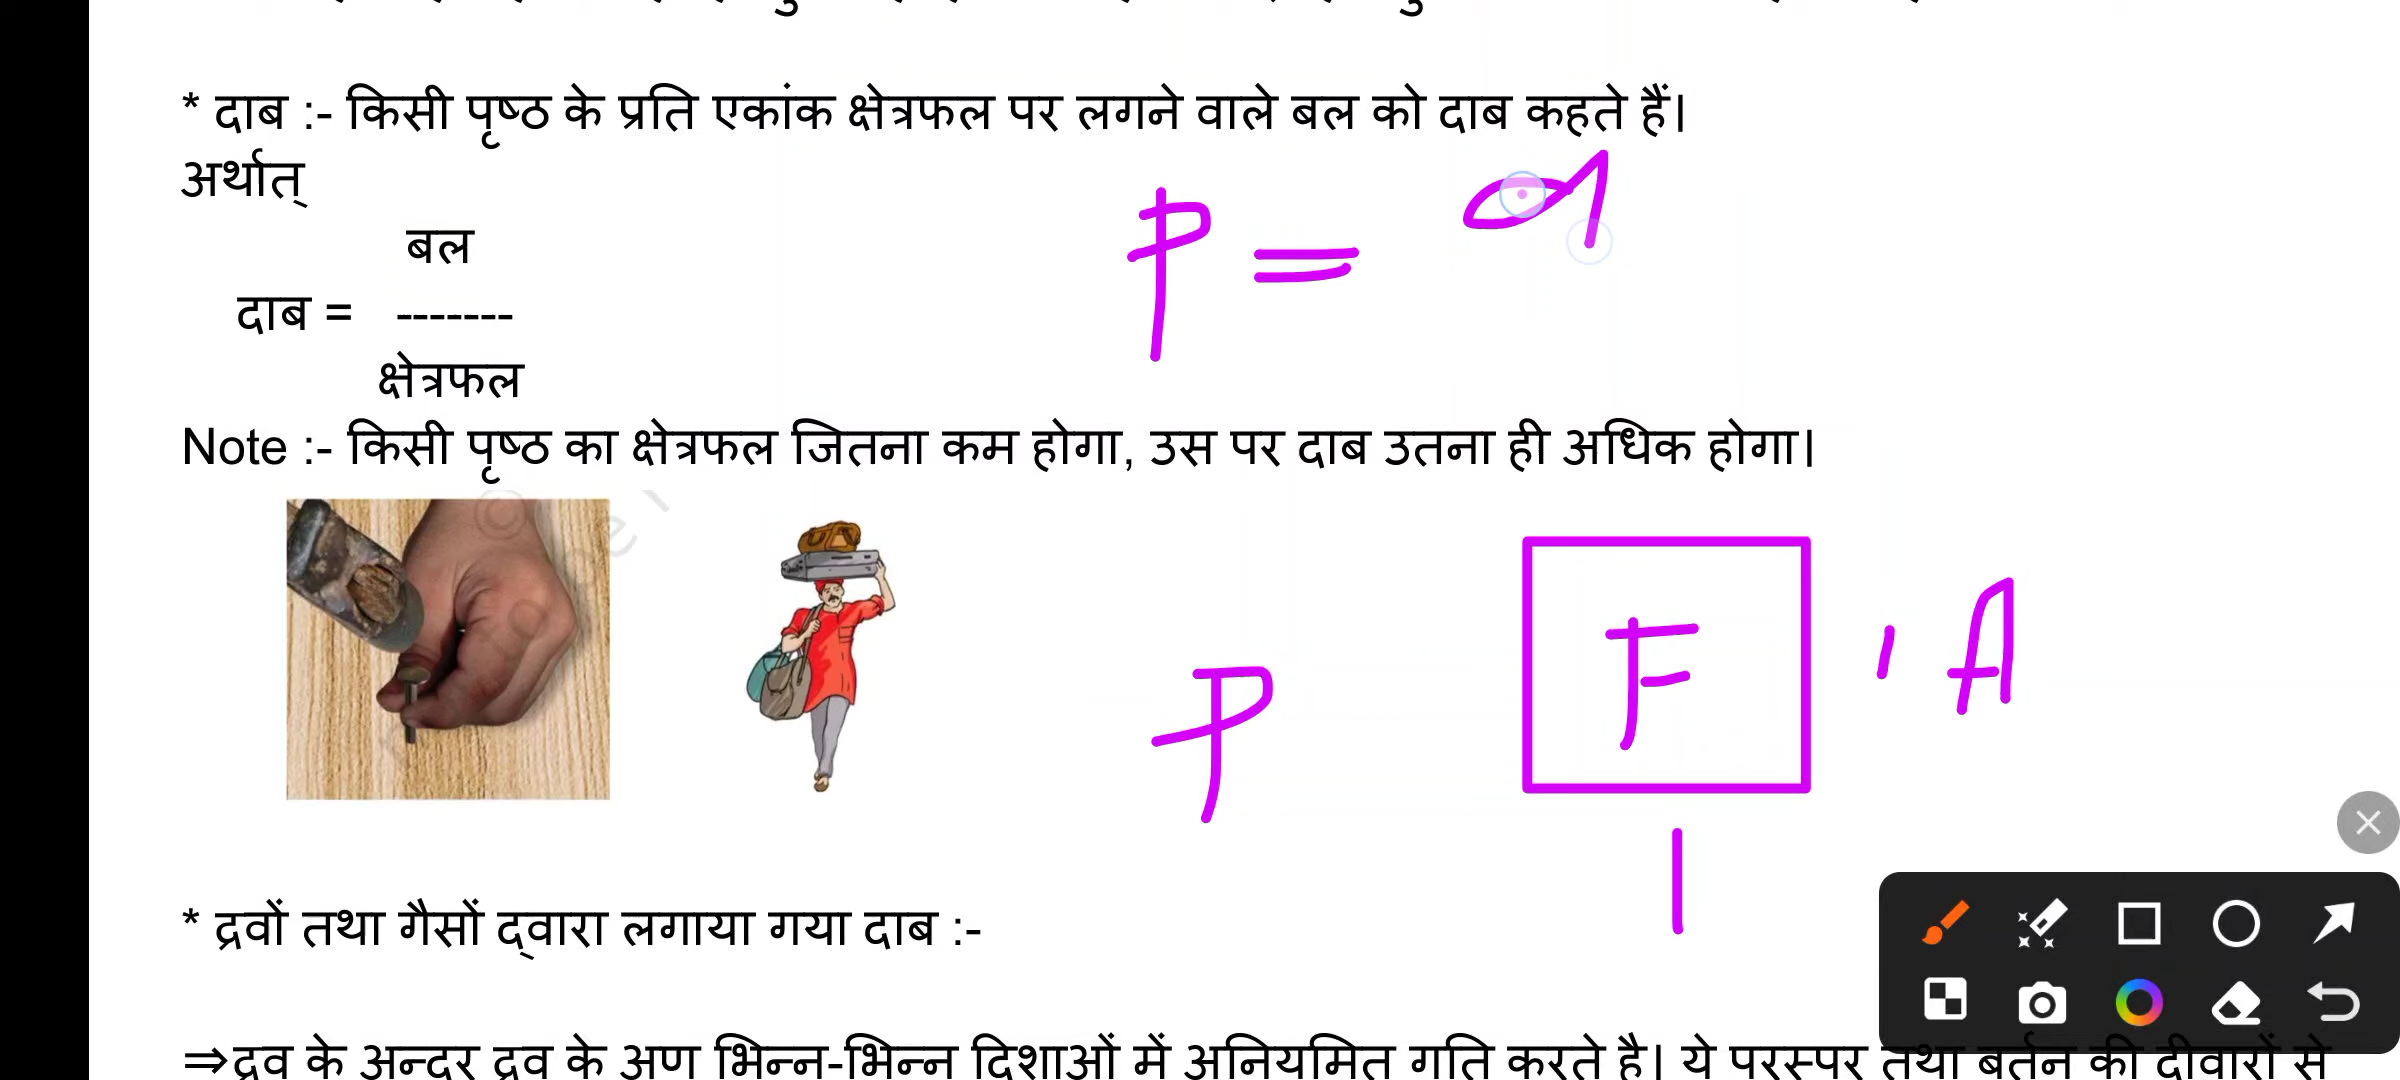 * दाब :- किसी पृष्ठ के प्रति एकांक क्षेत्रफल पर लगने वाले बल को दाब कहते हैं।
अर्थात्
बल
दाब = -------
क्षेत्रफल
P =
Note :- किसी पृष्ठ का क्षेत्रफल जितना कम होगा, उस पर दाब उतना ही अधिक होगा।
P F , A
1
* द्रवों तथा गैसों द्वारा लगाया गया दाब :-
⇒द्रव के अन्दर द्रव के अणु भिन्न-भिन्न दिशाओं में अनियमित गति करते है। ये परस्पर तथा बर्तन की दीवारों से